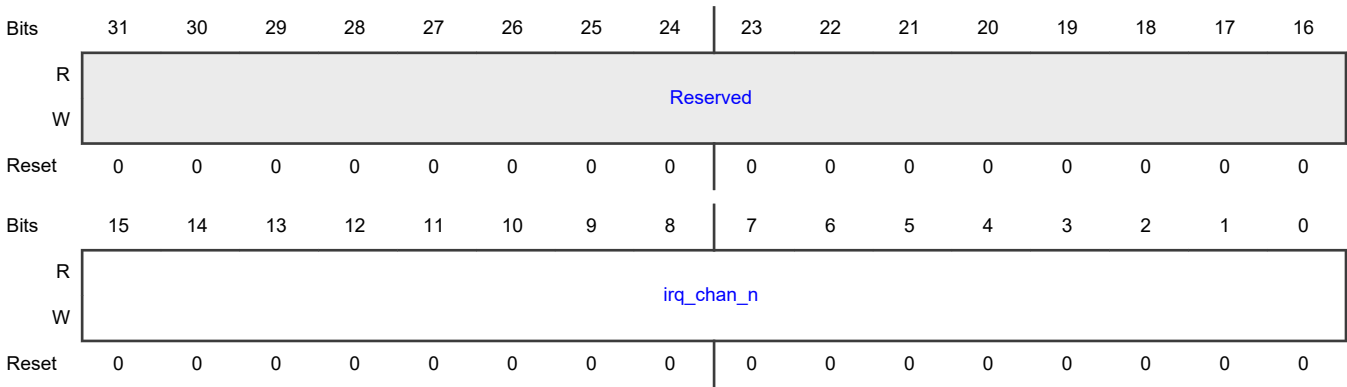 Bits 31 30 29 28 27 26 25 24 23 22 21 20 19 18 17 16
R
Reserved
W
Reset 0 0 0 0 0 0 0 0 0 0 0 0 0 0 0 0
Bits 15 14 13 12 11 10 9 8 7 6 5 4 3 2 1 0
R
irq_chan_n
W
Reset 0 0 0 0 0 0 0 0 0 0 0 0 0 0 0 0